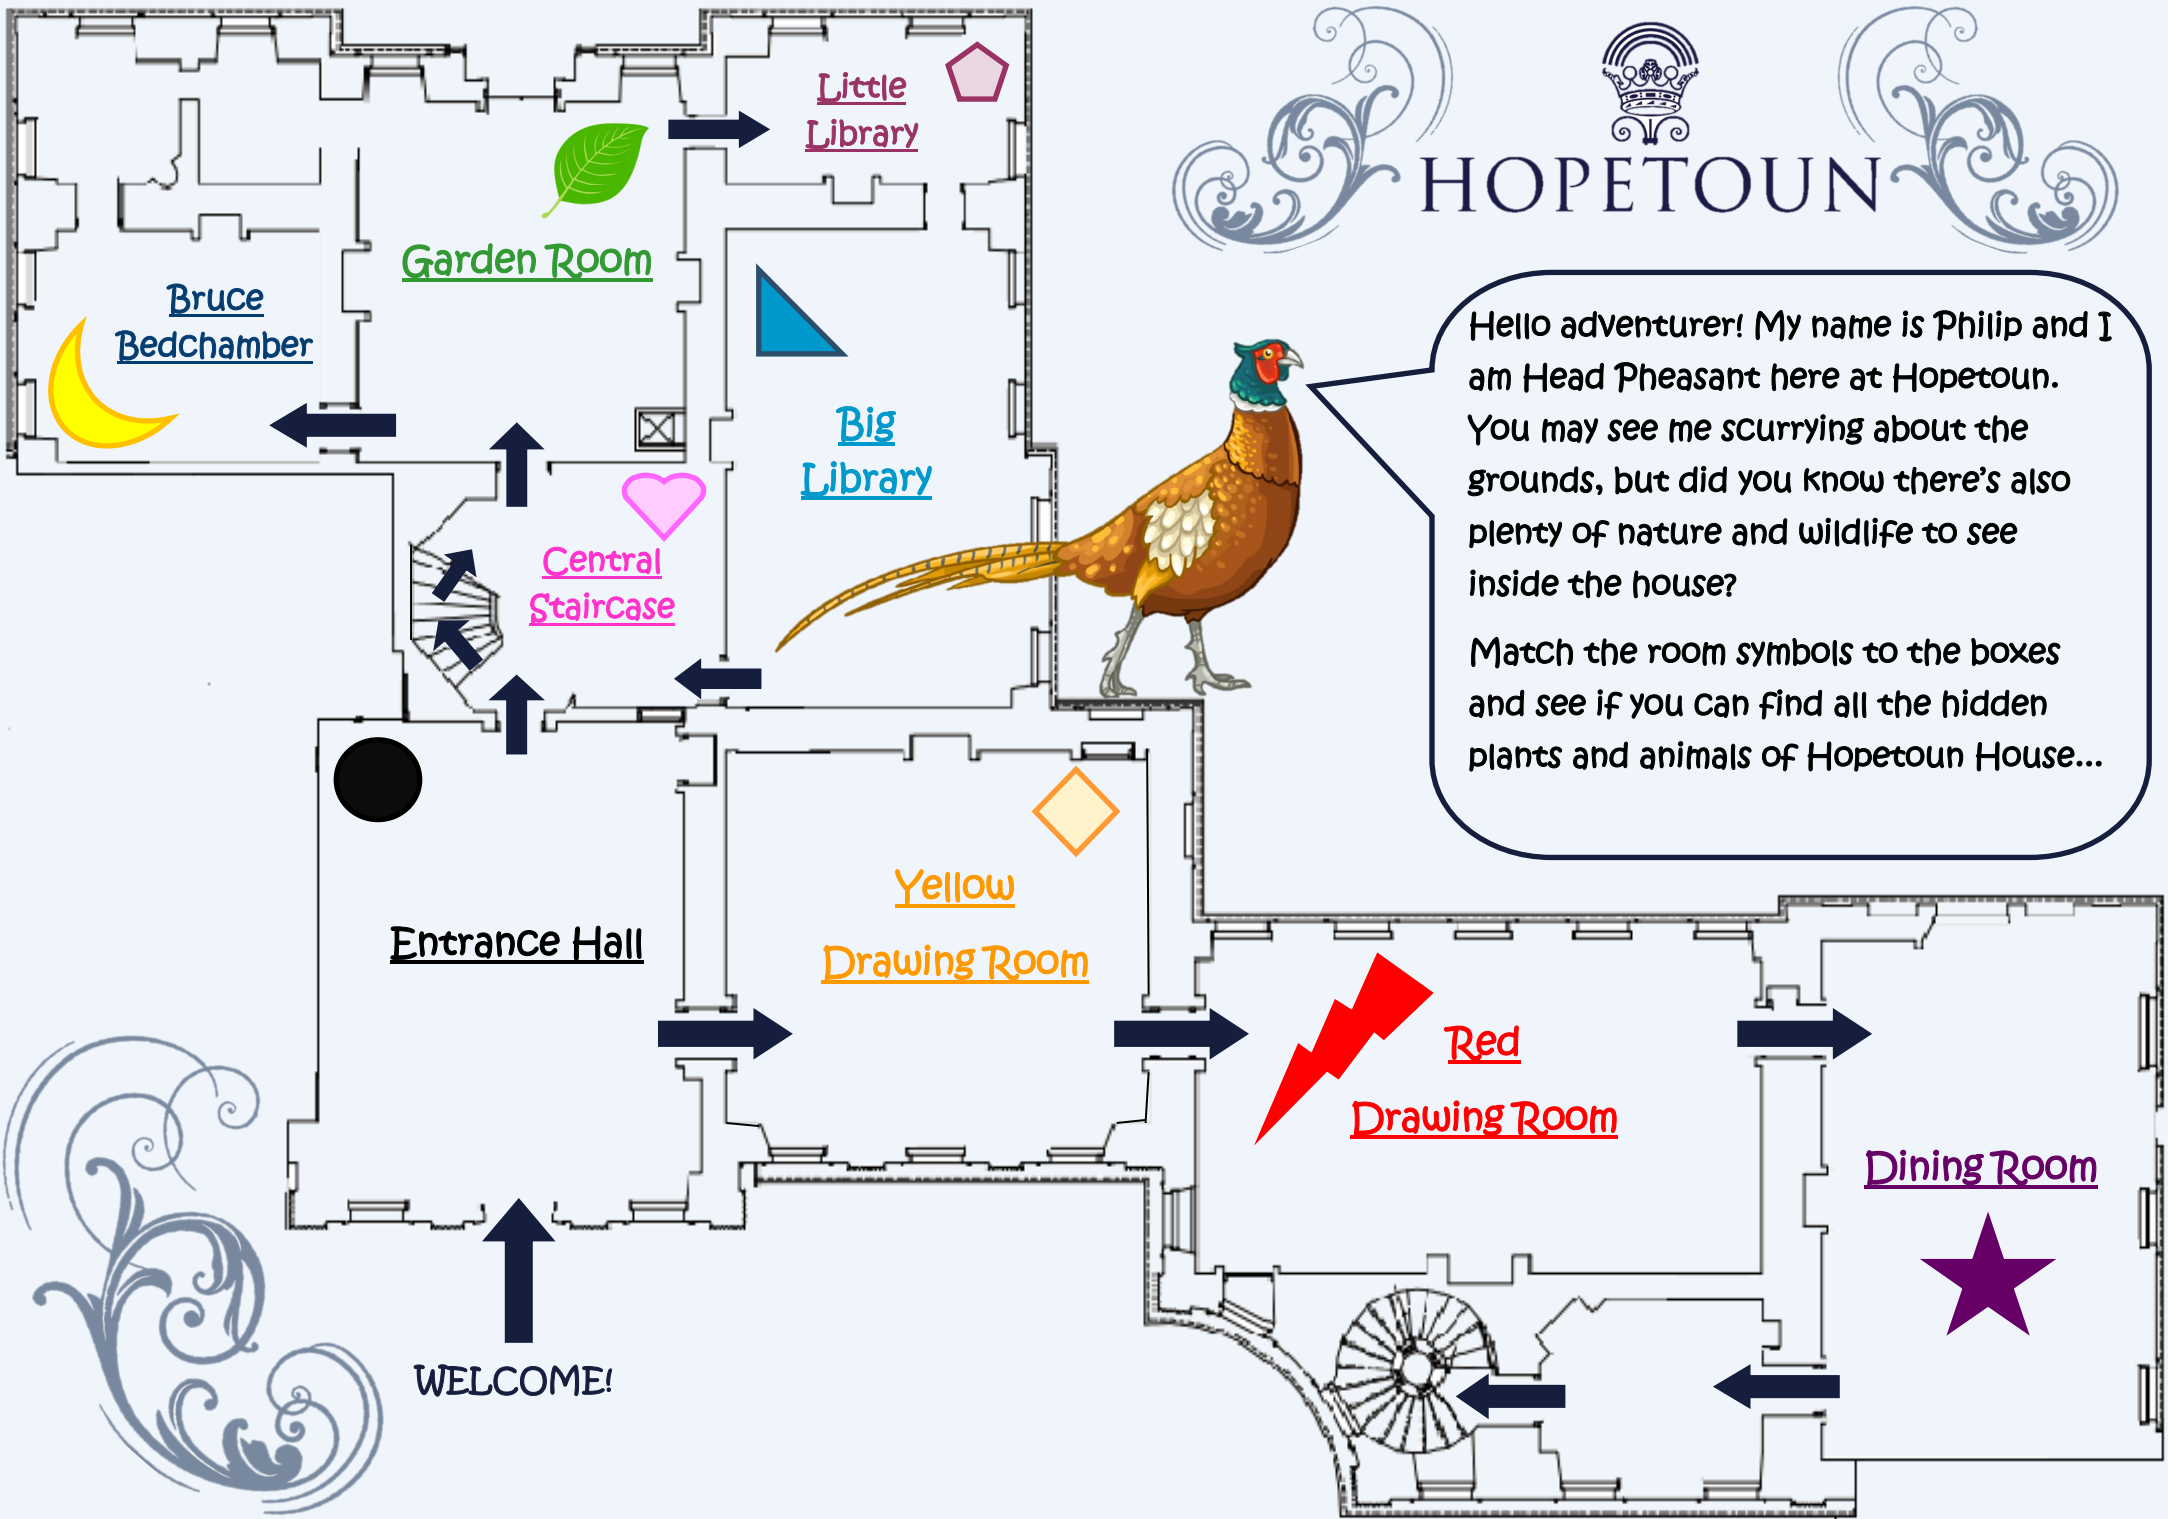 HOPETOUN
Little
Library
Garden Room
Bruce
Bedchamber
Big
Library
Central
Staircase
Hello adventurer! My name is Philip and I
am Head Pheasant here at Hopetoun.
You may see me scurrying about the
grounds, but did you know there's also
plenty of nature and wildlife to see
inside the house?
Match the room symbols to the boxes
and see if you can find all the hidden
plants and animals of Hopetoun House...
Entrance Hall
Yellow
Drawing Room
Red
Drawing Room
Dining Room
WELCOME!